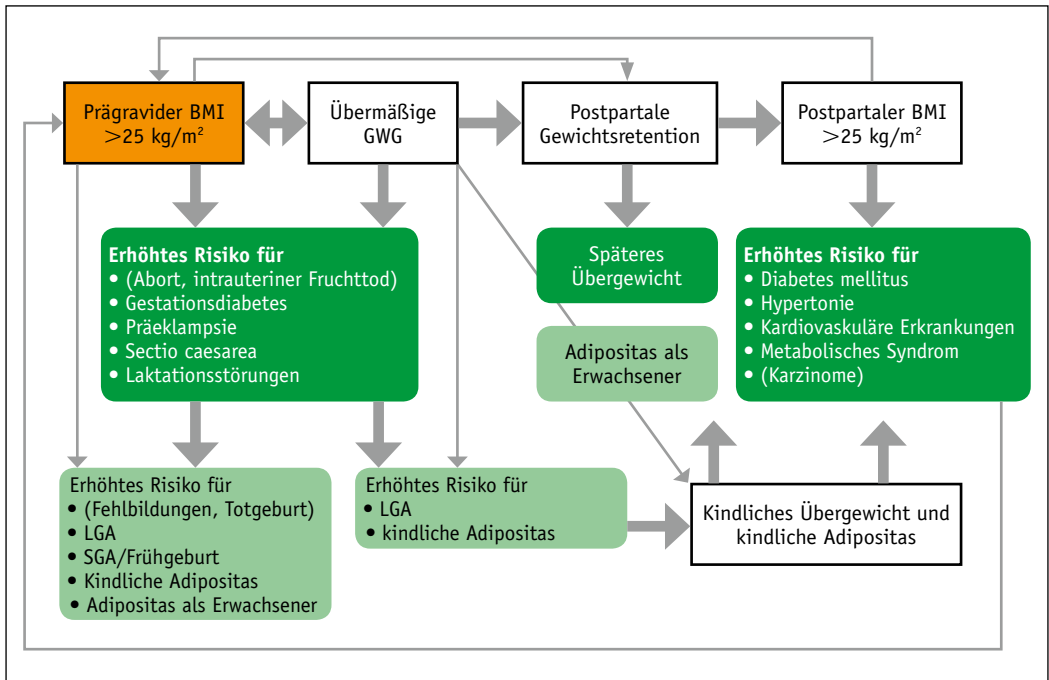 Prägravider BMI
>25 kg/m²
Übermäßige
GWG
Postpartale
Gewichtsretention
Postpartaler BMI
>25 kg/m²
Erhöhtes Risiko für
• (Abort, intrauteriner Fruchttod)
• Gestationsdiabetes
• Präeklampsie
• Sectio caesarea
• Laktationsstörungen
Späteres
Übergewicht
Erhöhtes Risiko für
• Diabetes mellitus
• Hypertonie
• Kardiovaskuläre Erkrankungen
• Metabolisches Syndrom
• (Karzinome)
Adipositas als
Erwachsener
Erhöhtes Risiko für
• (Fehlbildungen, Totgeburt)
• LGA
• SGA/Frühgeburt
• Kindliche Adipositas
• Adipositas als Erwachsener
Erhöhtes Risiko für
• LGA
• kindliche Adipositas
Kindliches Übergewicht und
kindliche Adipositas